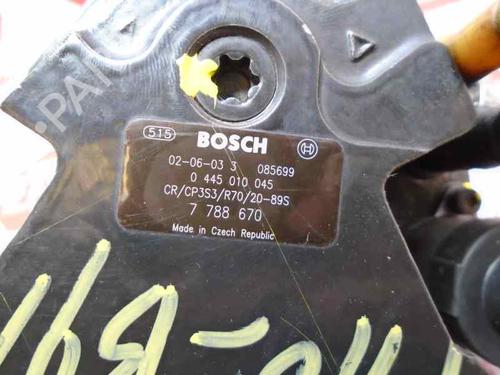 515 BOSCH
02-06-03 3 085699
0 445 010 045
CR/CP3S3/R70/20-89S
7 788 670
Made in Czech Republic